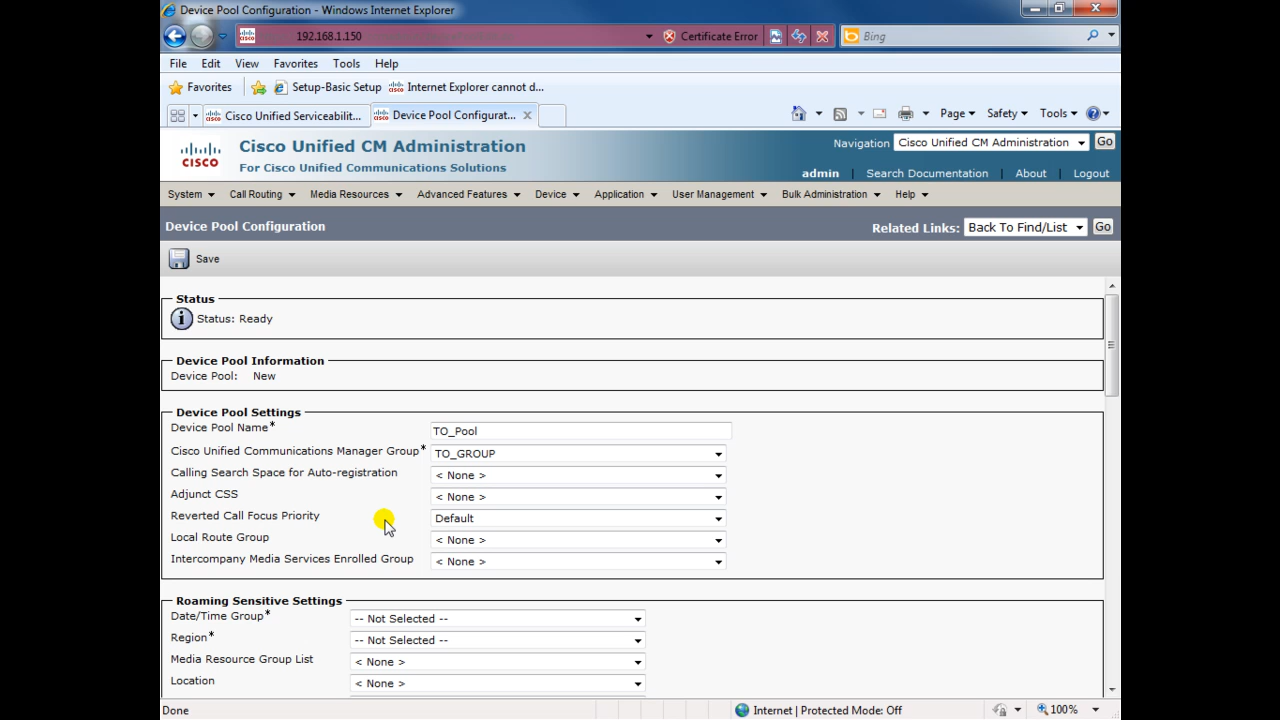 Device Pool Configuration - Windows Internet Explorer
192.168.1.150 Certificate Error Bing
File Edit View Favorites Tools Help
Favorites Setup-Basic Setup Internet Explorer cannot d...
Cisco Unified Serviceabilit... Device Pool Configurat... Page Safety Tools
CISCO
Cisco Unified CM Administration
For Cisco Unified Communications Solutions
Navigation Cisco Unified CM Administration Go
admin | Search Documentation | About | Logout
System Call Routing Media Resources Advanced Features Device Application User Management Bulk Administration Help
Device Pool Configuration
Related Links: Back To Find/List Go
Save
Status
Status: Ready
Device Pool Information
Device Pool: New
Device Pool Settings
Device Pool Name* TO_Pool
Cisco Unified Communications Manager Group* TO_GROUP
Calling Search Space for Auto-registration < None >
Adjunct CSS < None >
Reverted Call Focus Priority Default
Local Route Group < None >
Intercompany Media Services Enrolled Group < None >
Roaming Sensitive Settings
Date/Time Group* -- Not Selected --
Region* -- Not Selected --
Media Resource Group List < None >
Location < None >
Done Internet | Protected Mode: Off 100%